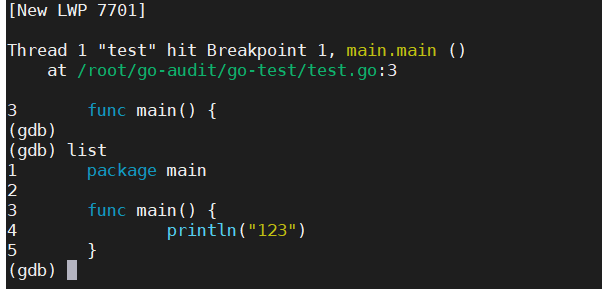 [New LWP 7701]
Thread 1 "test" hit Breakpoint 1, main.main ()
    at /root/go-audit/go-test/test.go:3
3       func main() {
(gdb)
(gdb) list
1       package main
2
3       func main() {
4               println("123")
5       }
(gdb)